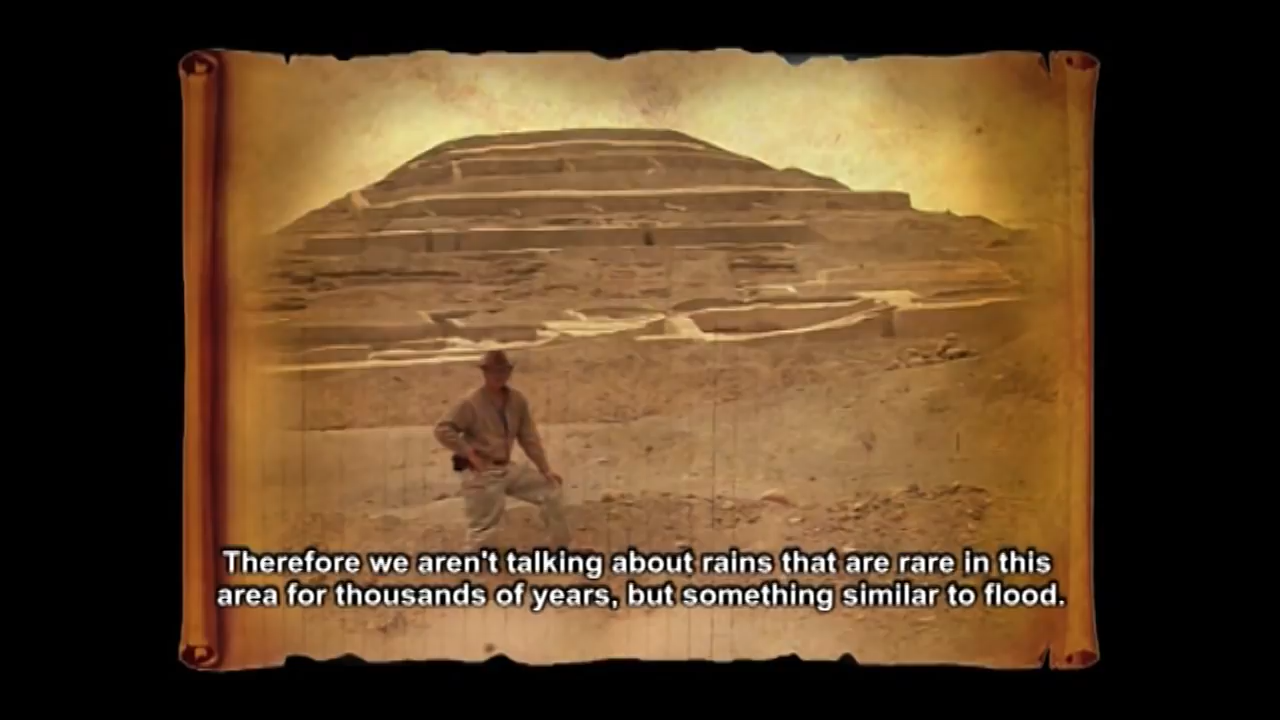 Therefore we aren't talking about rains that are rare in this
area for thousands of years, but something similar to flood.